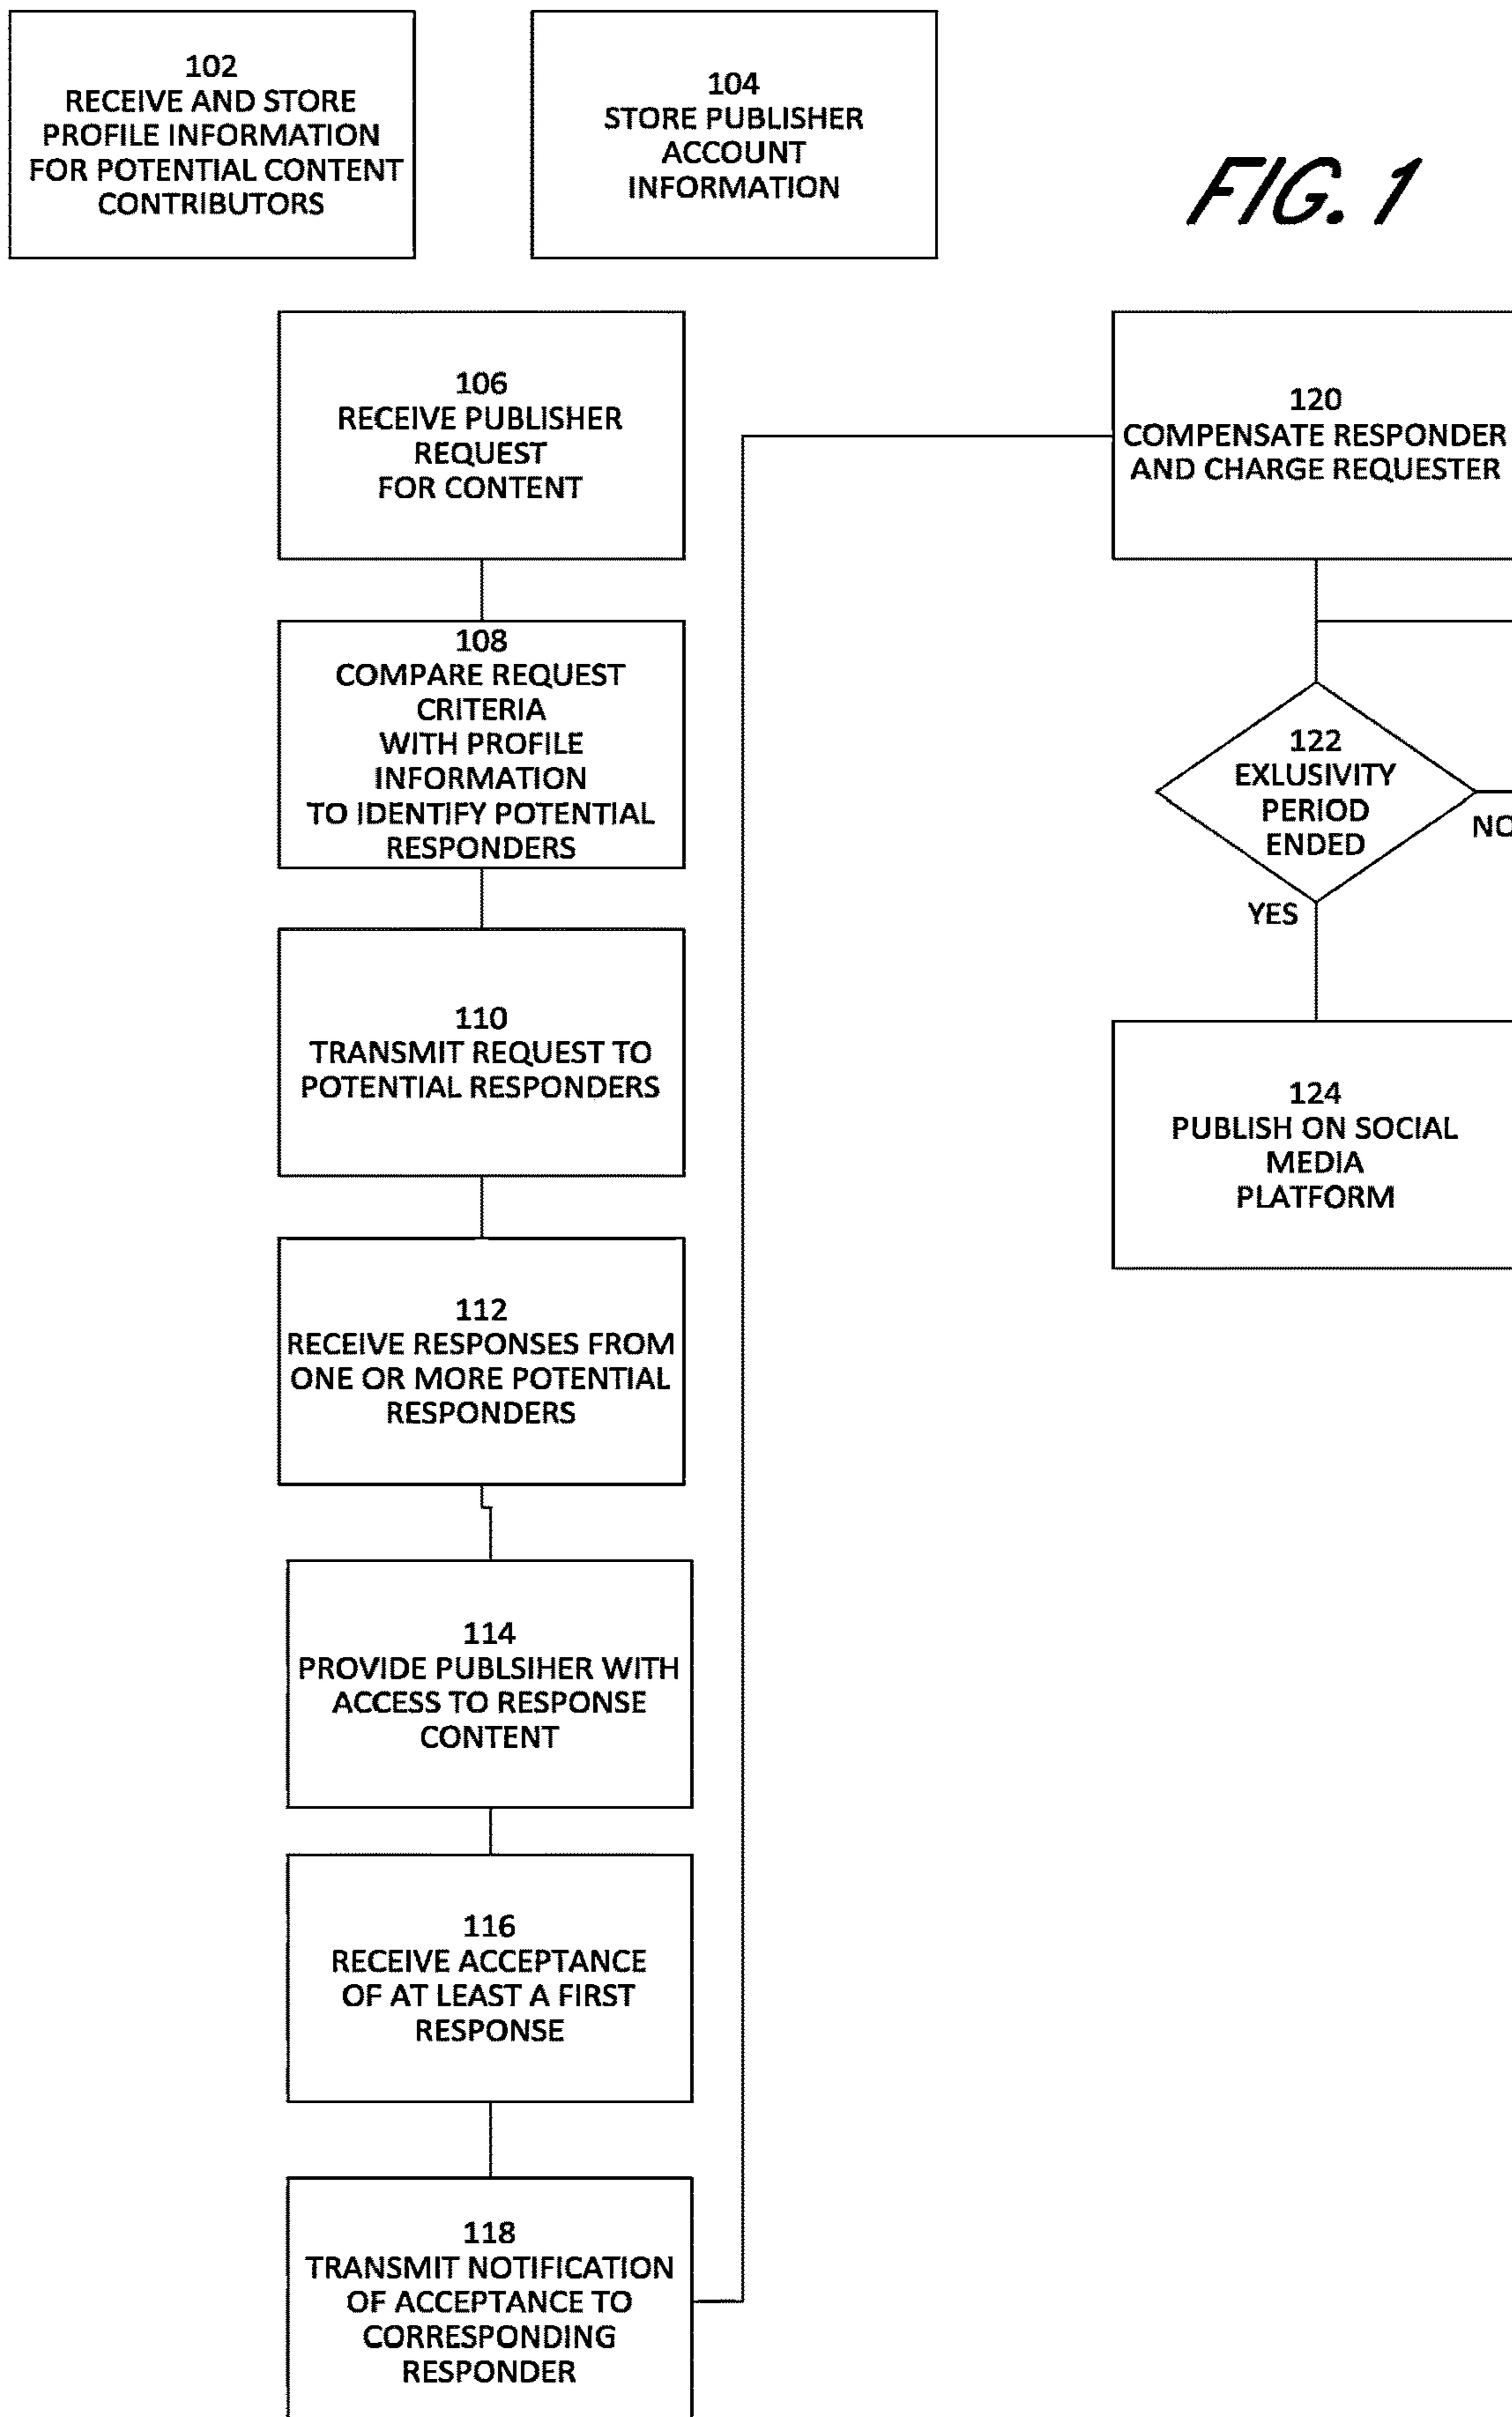 102
RECEIVE AND STORE
PROFILE INFORMATION
FOR POTENTIAL CONTENT
CONTRIBUTORS
104
STORE PUBLISHER
ACCOUNT
INFORMATION
FIG. 1
106
RECEIVE PUBLISHER
REQUEST
FOR CONTENT
108
COMPARE REQUEST
CRITERIA
WITH PROFILE
INFORMATION
TO IDENTIFY POTENTIAL
RESPONDERS
110
TRANSMIT REQUEST TO
POTENTIAL RESPONDERS
112
RECEIVE RESPONSES FROM
ONE OR MORE POTENTIAL
RESPONDERS
114
PROVIDE PUBLSIHER WITH
ACCESS TO RESPONSE
CONTENT
116
RECEIVE ACCEPTANCE
OF AT LEAST A FIRST
RESPONSE
118
TRANSMIT NOTIFICATION
OF ACCEPTANCE TO
CORRESPONDING
RESPONDER
120
COMPENSATE RESPONDER
AND CHARGE REQUESTER
122
EXLUSIVITY
PERIOD
ENDED
NO
YES
124
PUBLISH ON SOCIAL
MEDIA
PLATFORM